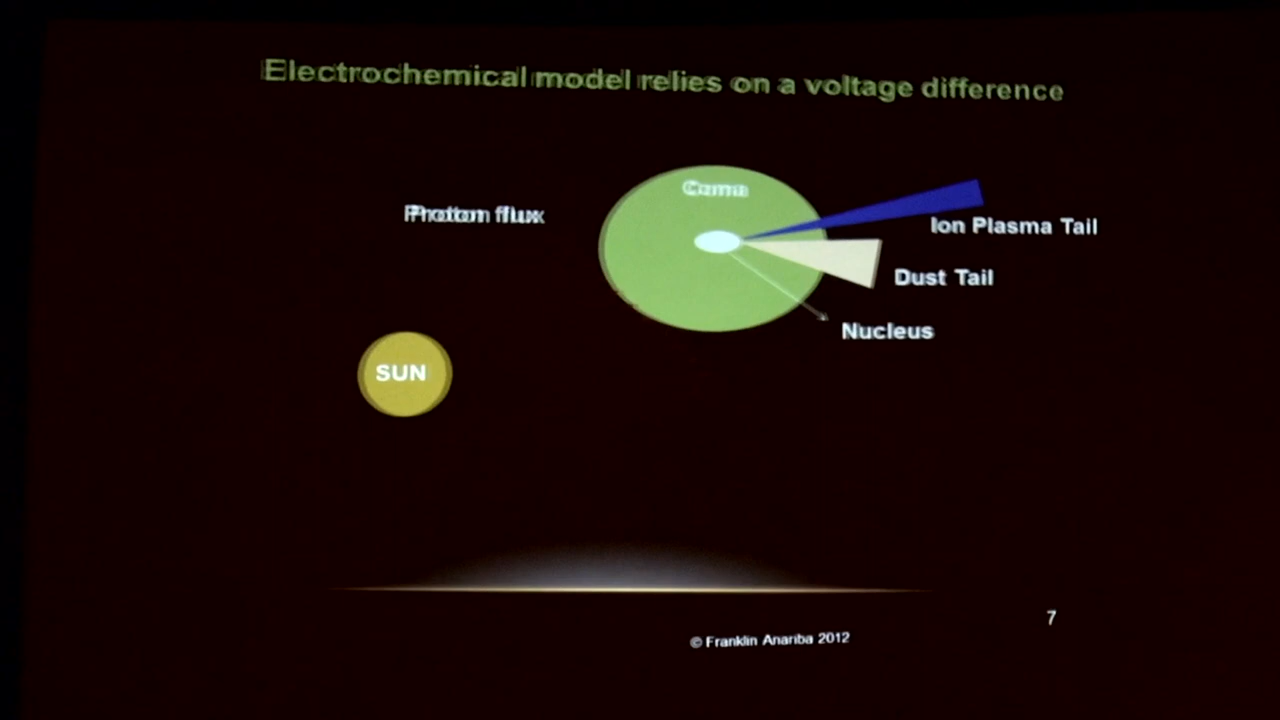 Electrochemical model relies on a voltage difference
Coma
Proton flux
Ion Plasma Tail
Dust Tail
Nucleus
SUN
7
© Franklin Anariba 2012